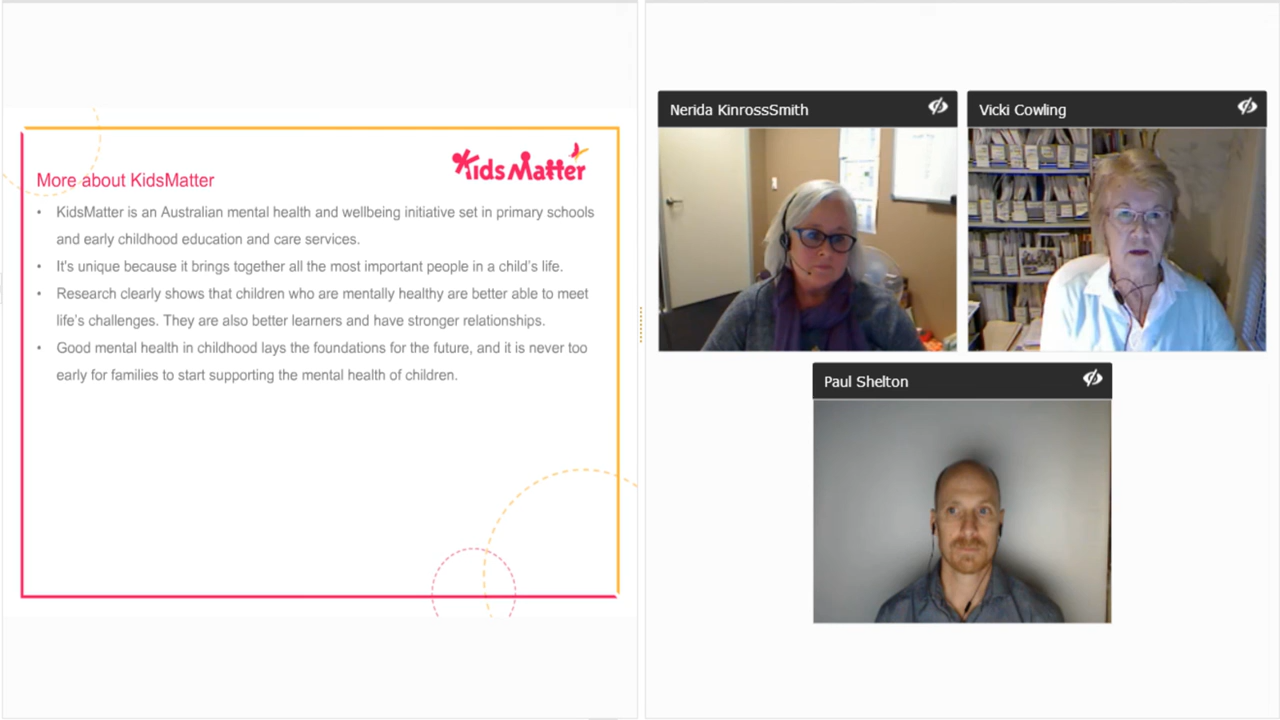 KidsMatter
More about KidsMatter
• KidsMatter is an Australian mental health and wellbeing initiative set in primary schools
and early childhood education and care services.
• It's unique because it brings together all the most important people in a child's life.
• Research clearly shows that children who are mentally healthy are better able to meet
life's challenges. They are also better learners and have stronger relationships.
• Good mental health in childhood lays the foundations for the future, and it is never too
early for families to start supporting the mental health of children.
Nerida KinrossSmith
Vicki Cowling
Paul Shelton